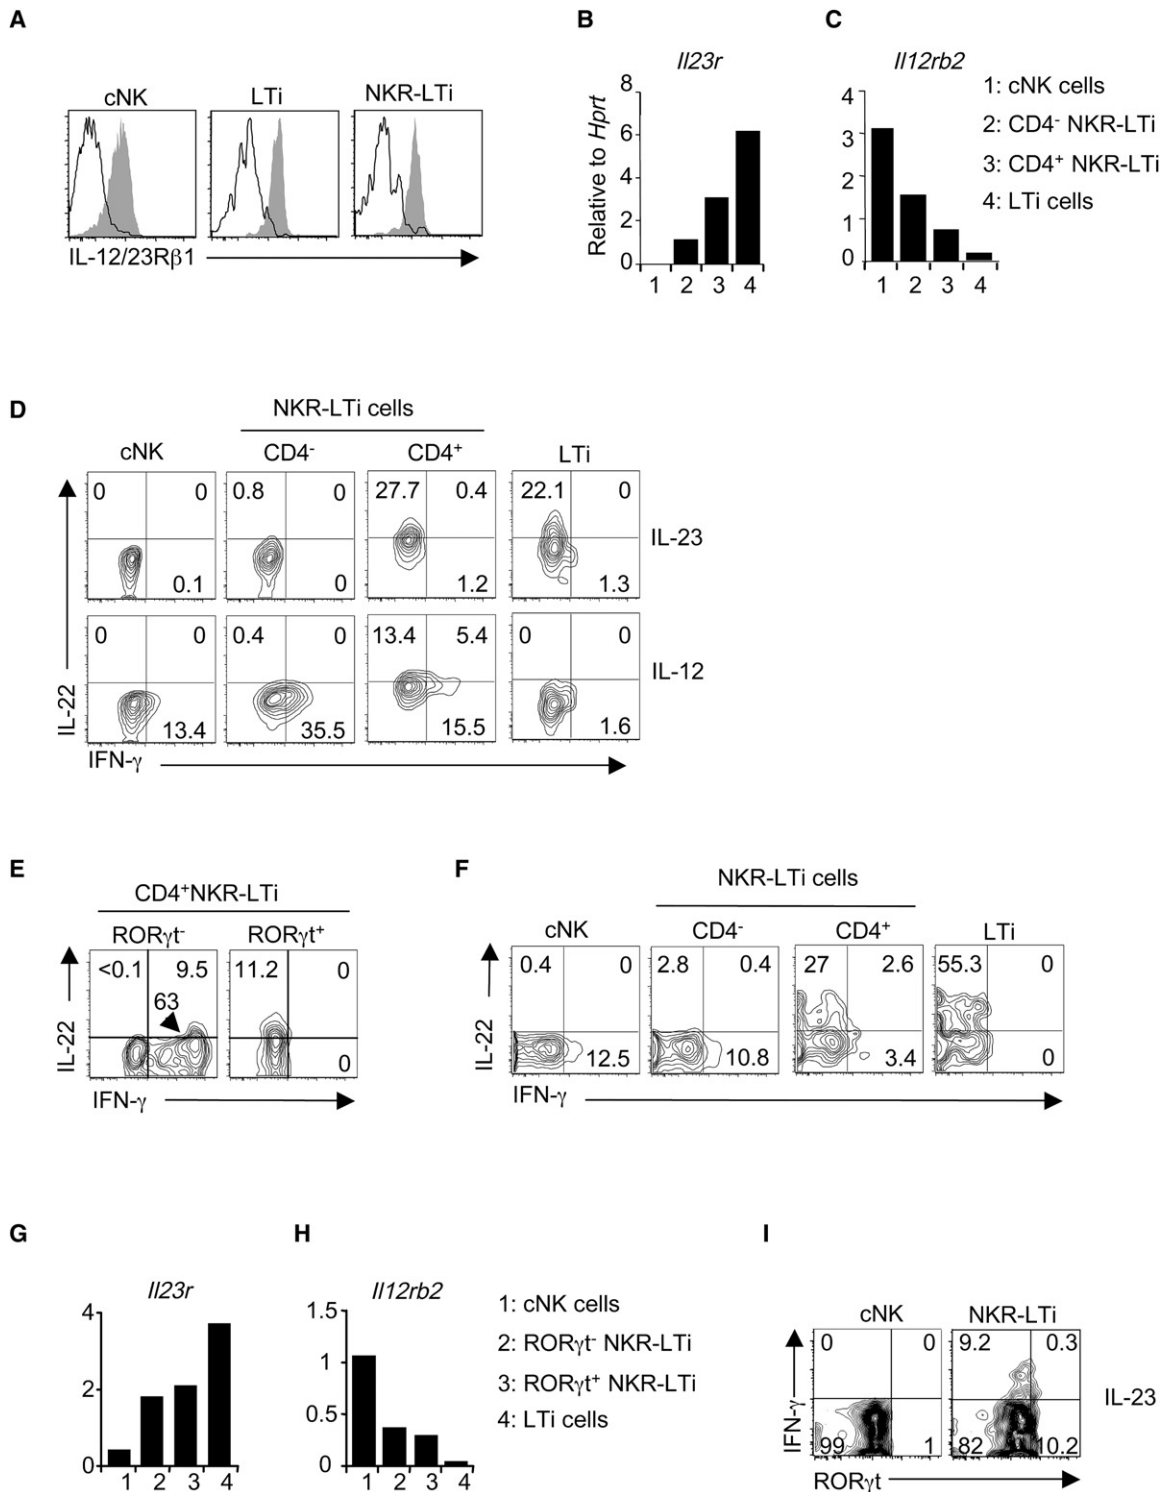 A
cNK
LTi
NKR-LTi
IL-12/23Rβ1
B
Il23r
Relative to Hprt
8
6
4
2
0
1 2 3 4
C
Il12rb2
4
3
2
1
0
1 2 3 4
1: cNK cells
2: CD4⁻ NKR-LTi
3: CD4⁺ NKR-LTi
4: LTi cells
D
NKR-LTi cells
cNK CD4⁻ CD4⁺ LTi
0 0 0.8 0 27.7 0.4 22.1 0
IL-23
0.1 0 1.2 1.3
0 0 0.4 0 13.4 5.4 0 0
IL-12
13.4 35.5 15.5 1.6
IL-22
IFN-γ
E
CD4⁺NKR-LTi
RORγt⁻ RORγt⁺
<0.1 9.5 11.2 0
63
0
IL-22
IFN-γ
F
NKR-LTi cells
cNK CD4⁻ CD4⁺ LTi
0.4 0 2.8 0.4 27 2.6 55.3 0
12.5 10.8 3.4 0
IL-22
IFN-γ
G
Il23r
4
2
0
1 2 3 4
H
Il12rb2
1.5
1
0.5
0
1 2 3 4
1: cNK cells
2: RORγt⁻ NKR-LTi
3: RORγt⁺ NKR-LTi
4: LTi cells
I
cNK NKR-LTi
0 0 9.2 0.3
IL-23
99 1 82 10.2
IFN-γ
RORγt